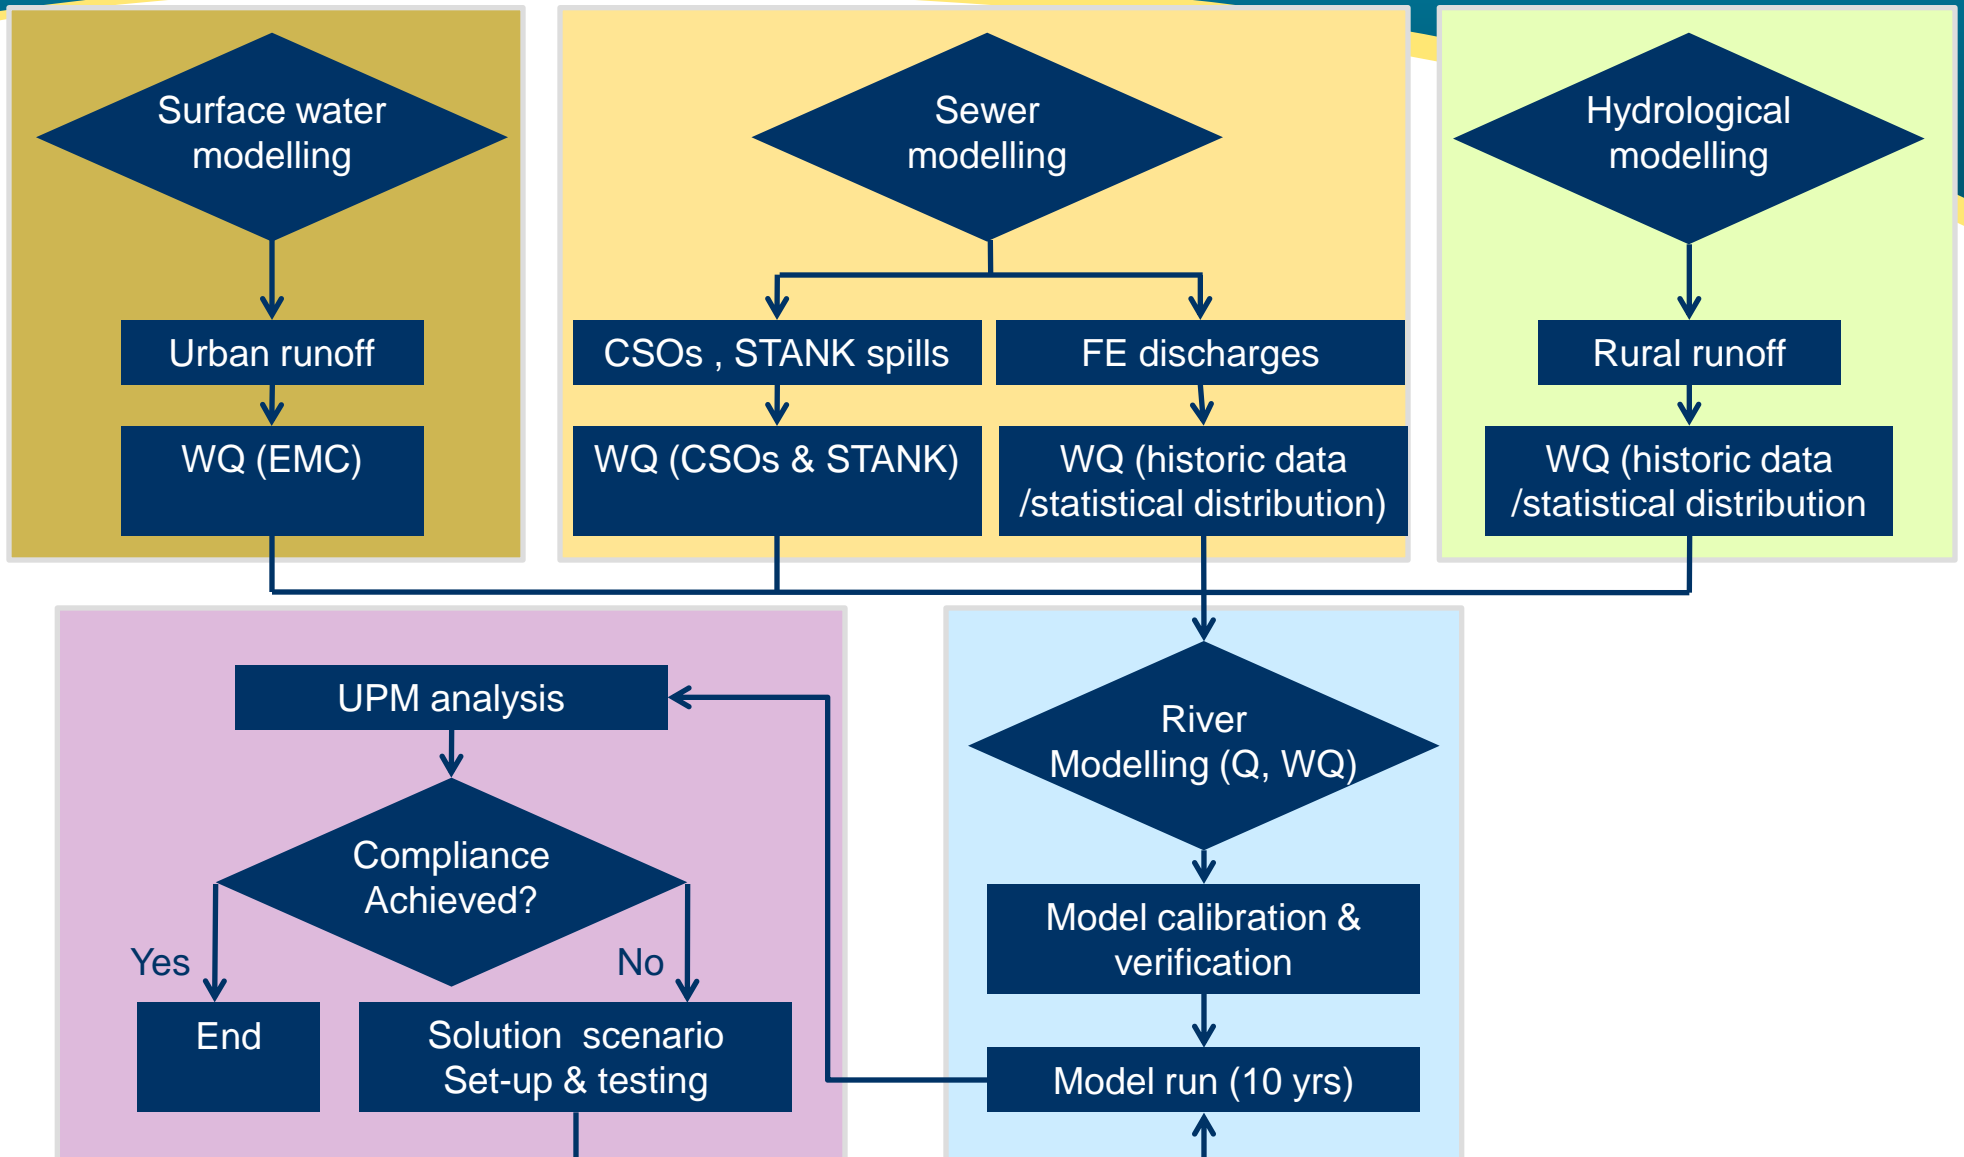 Surface water
modelling
Sewer
modelling
Hydrological
modelling
Urban runoff
CSOs , STANK spills
FE discharges
Rural runoff
WQ (EMC)
WQ (CSOs & STANK)
WQ (historic data
/statistical distribution)
WQ (historic data
/statistical distribution
UPM analysis
River
Modelling (Q, WQ)
Compliance
Achieved?
Model calibration &
verification
Yes
No
End
Solution scenario
Set-up & testing
Model run (10 yrs)